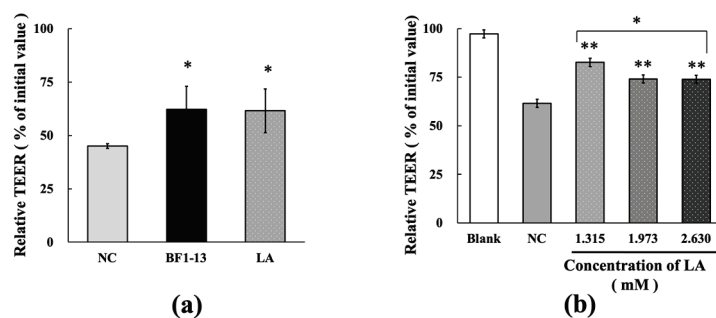 Relative TEER ( % of initial value )
100
75
50
25
0
*
*
NC BF1-13 LA
(a)
Relative TEER ( % of initial value)
100
75
50
25
0
*
**
**
**
Blank NC 1.315 1.973 2.630
Concentration of LA
( mM )
(b)